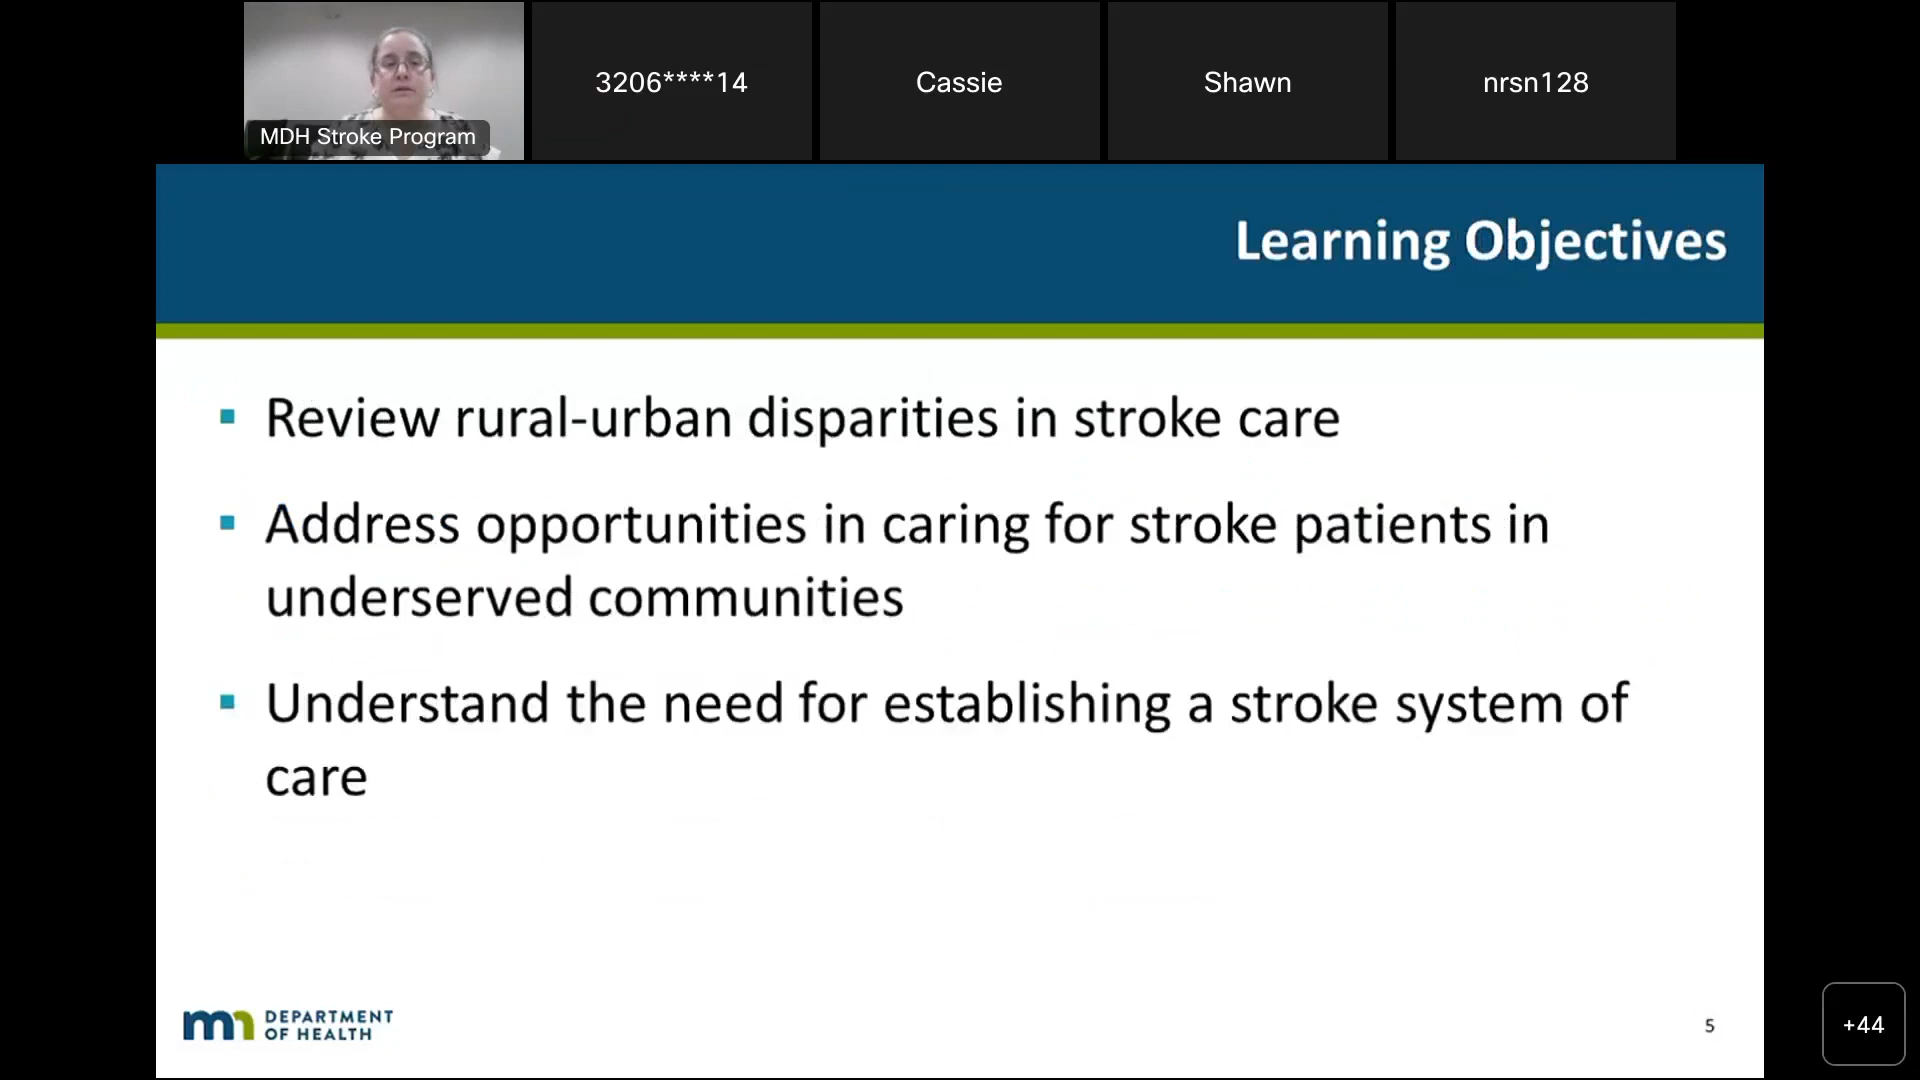 MDH Stroke Program
3206****14
Cassie
Shawn
nrsn128
Learning Objectives
Review rural-urban disparities in stroke care
Address opportunities in caring for stroke patients in
underserved communities
Understand the need for establishing a stroke system of
care
mn DEPARTMENT
OF HEALTH
5
+44